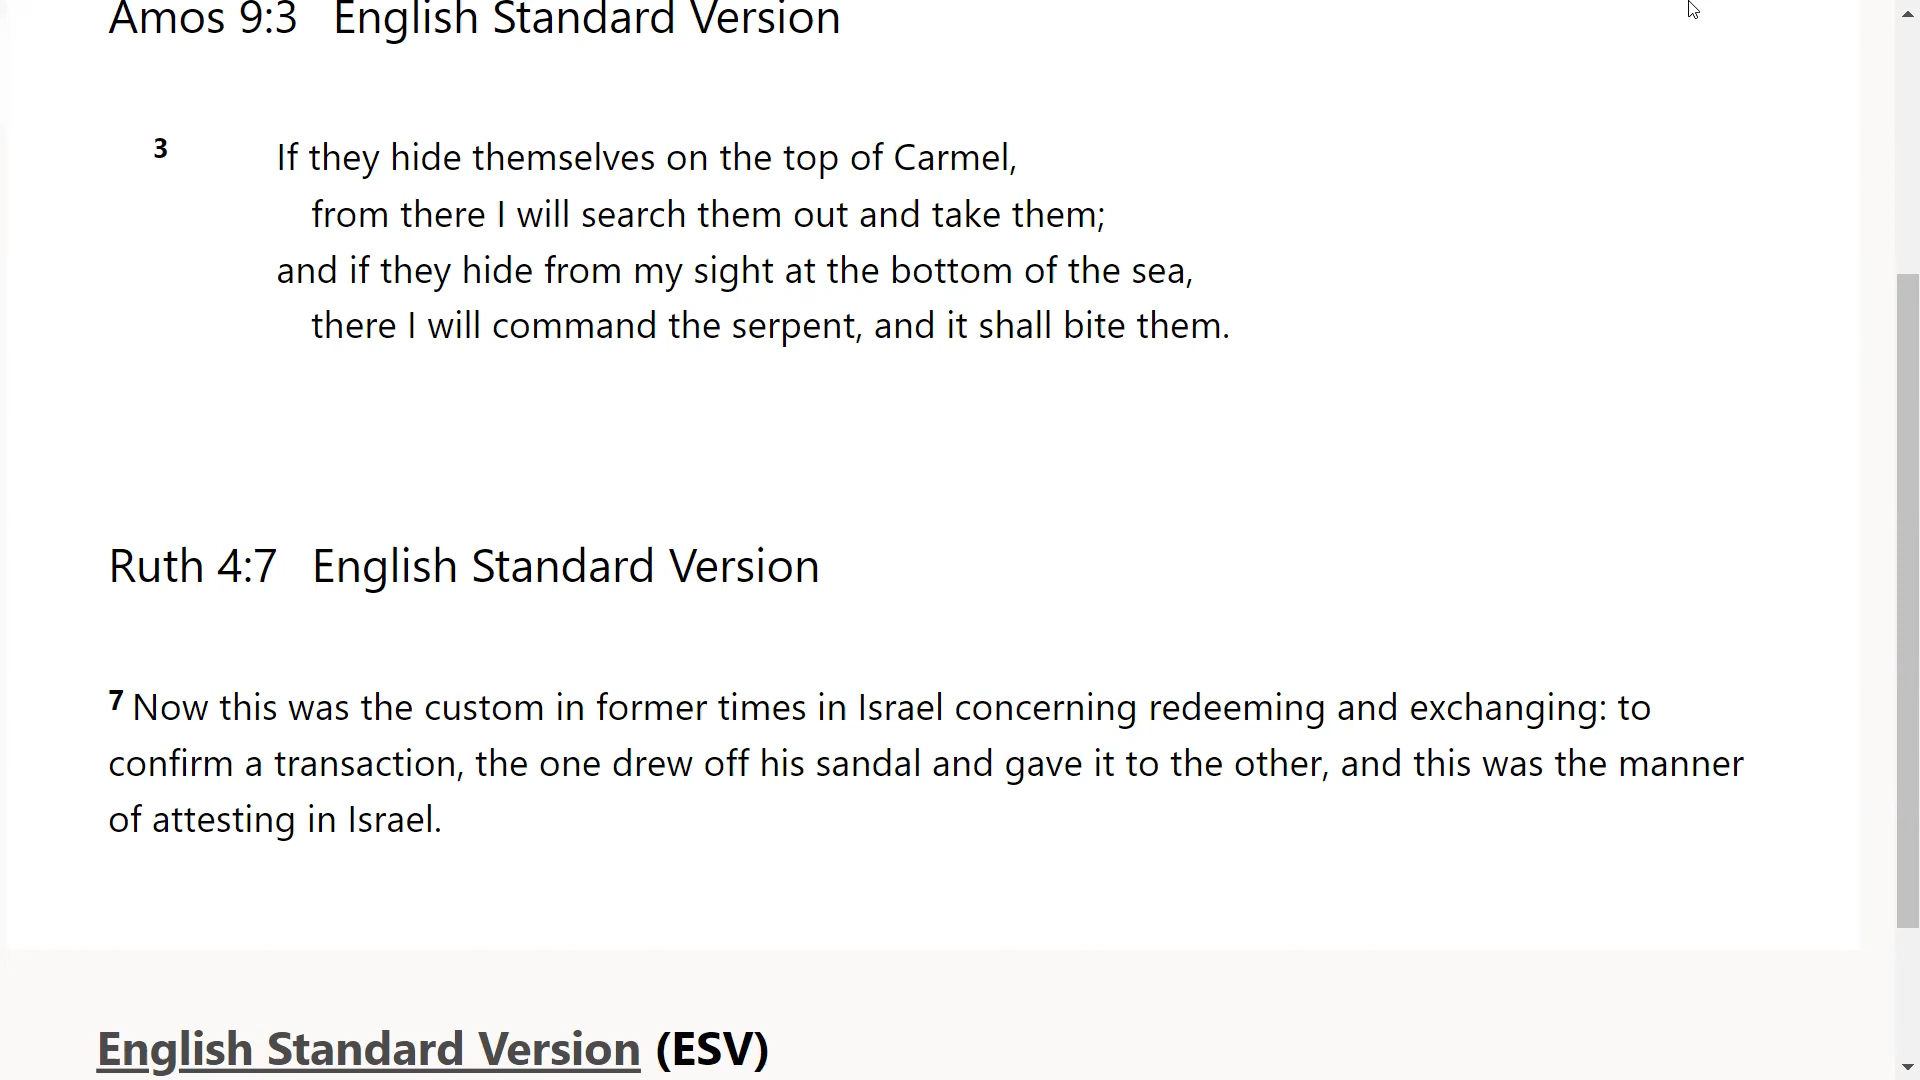 Amos 9:3 English Standard Version
3 If they hide themselves on the top of Carmel,
from there I will search them out and take them;
and if they hide from my sight at the bottom of the sea,
there I will command the serpent, and it shall bite them.
Ruth 4:7 English Standard Version
7 Now this was the custom in former times in Israel concerning redeeming and exchanging: to
confirm a transaction, the one drew off his sandal and gave it to the other, and this was the manner
of attesting in Israel.
English Standard Version (ESV)